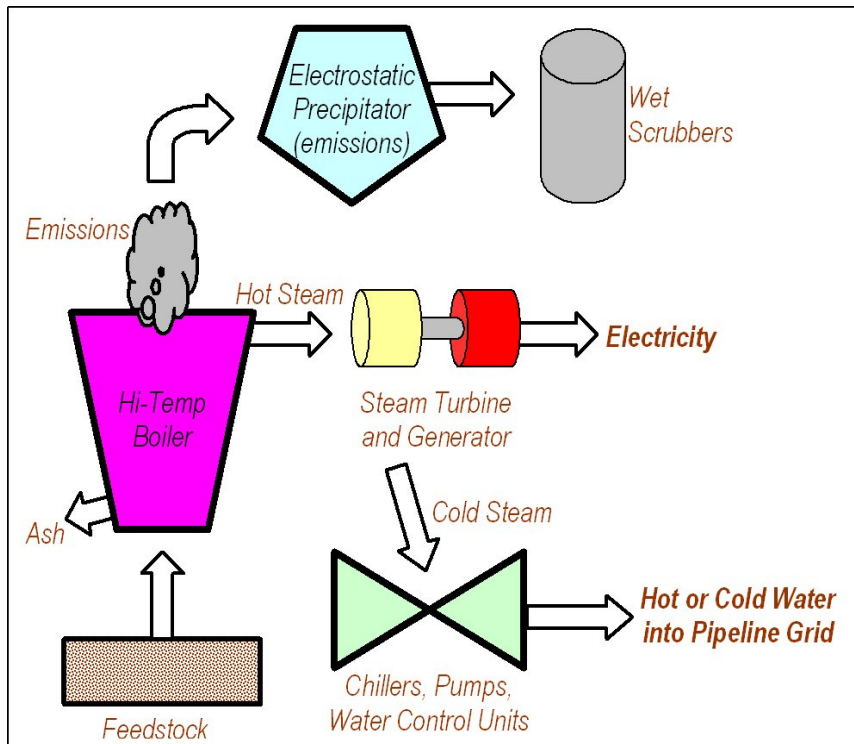 Electrostatic
Precipitator
(emissions)
Wet
Scrubbers
Emissions
Hot Steam
Electricity
Hi-Temp
Boiler
Steam Turbine
and Generator
Ash
Cold Steam
Hot or Cold Water
into Pipeline Grid
Feedstock
Chillers, Pumps,
Water Control Units